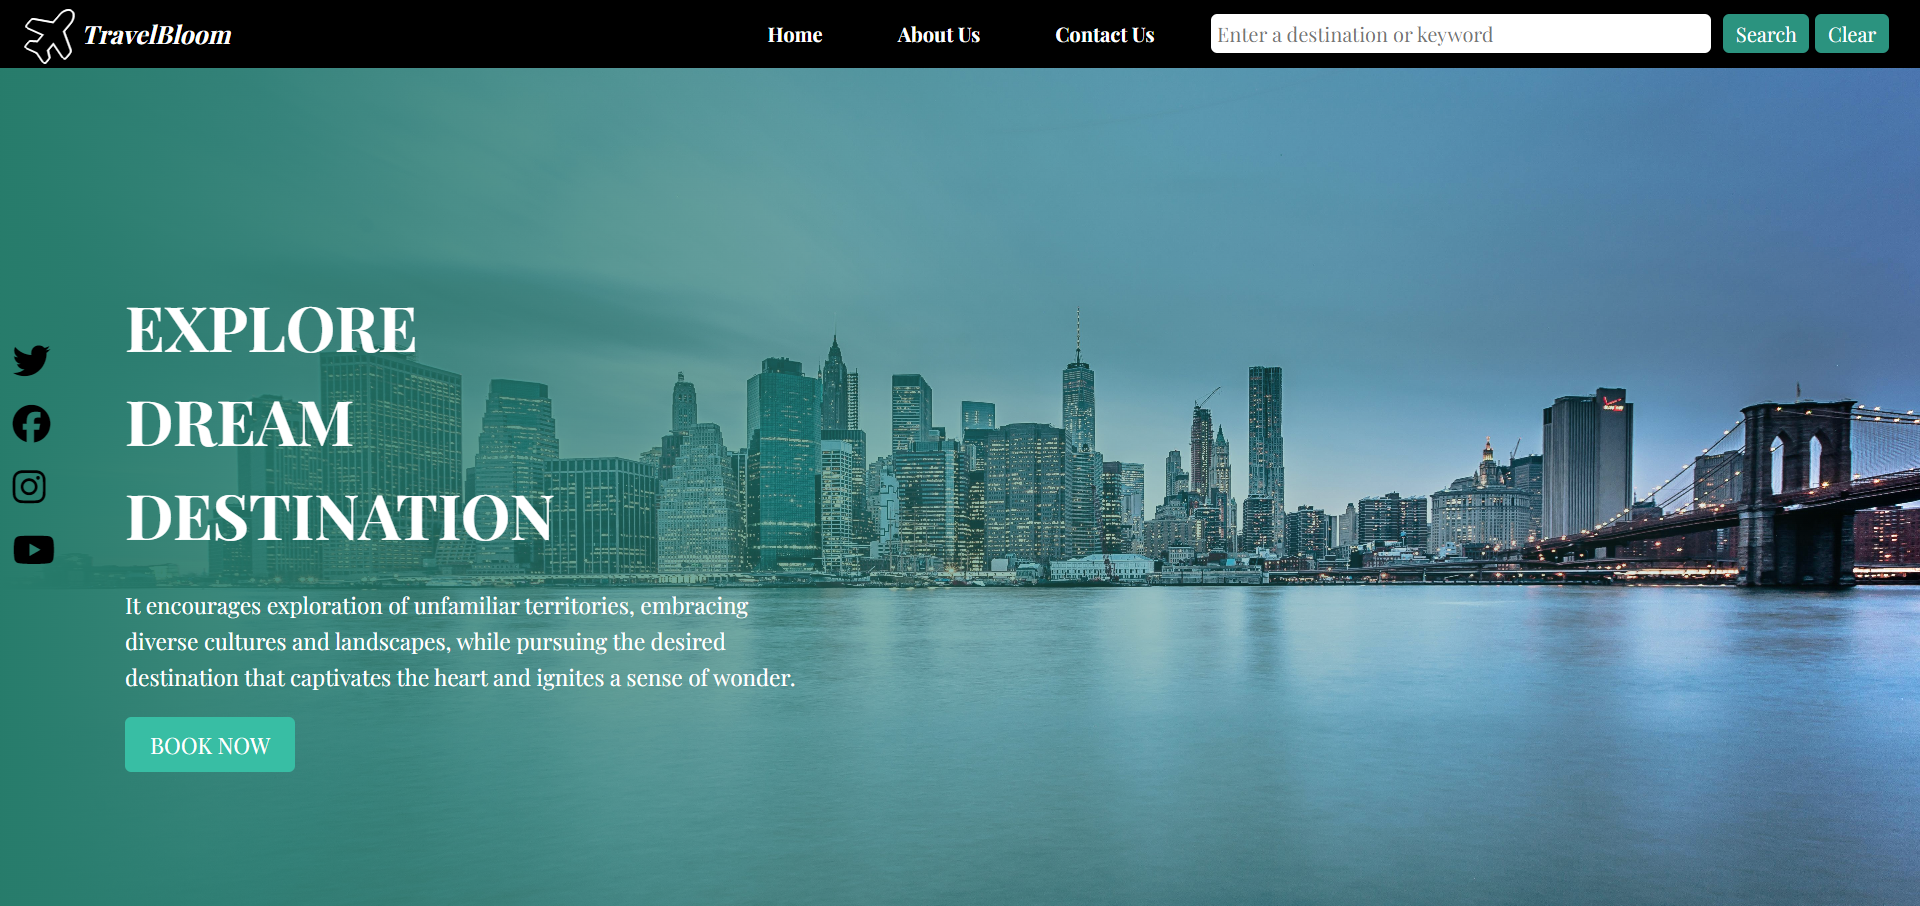 TravelBloom
Home
About Us
Contact Us
Enter a destination or keyword
Search
Clear
EXPLORE
DREAM
DESTINATION
It encourages exploration of unfamiliar territories, embracing
diverse cultures and landscapes, while pursuing the desired
destination that captivates the heart and ignites a sense of wonder.
BOOK NOW